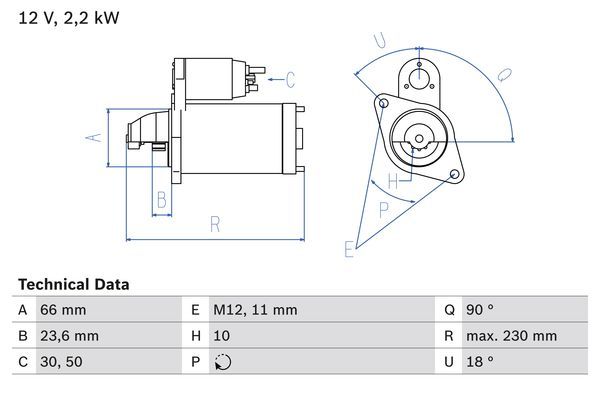 12 V, 2,2 kW
U
Q
C
A
B
H
P
R
E
Technical Data
A 66 mm E M12, 11 mm Q 90 °
B 23,6 mm H 10 R max. 230 mm
C 30, 50 P U 18 °